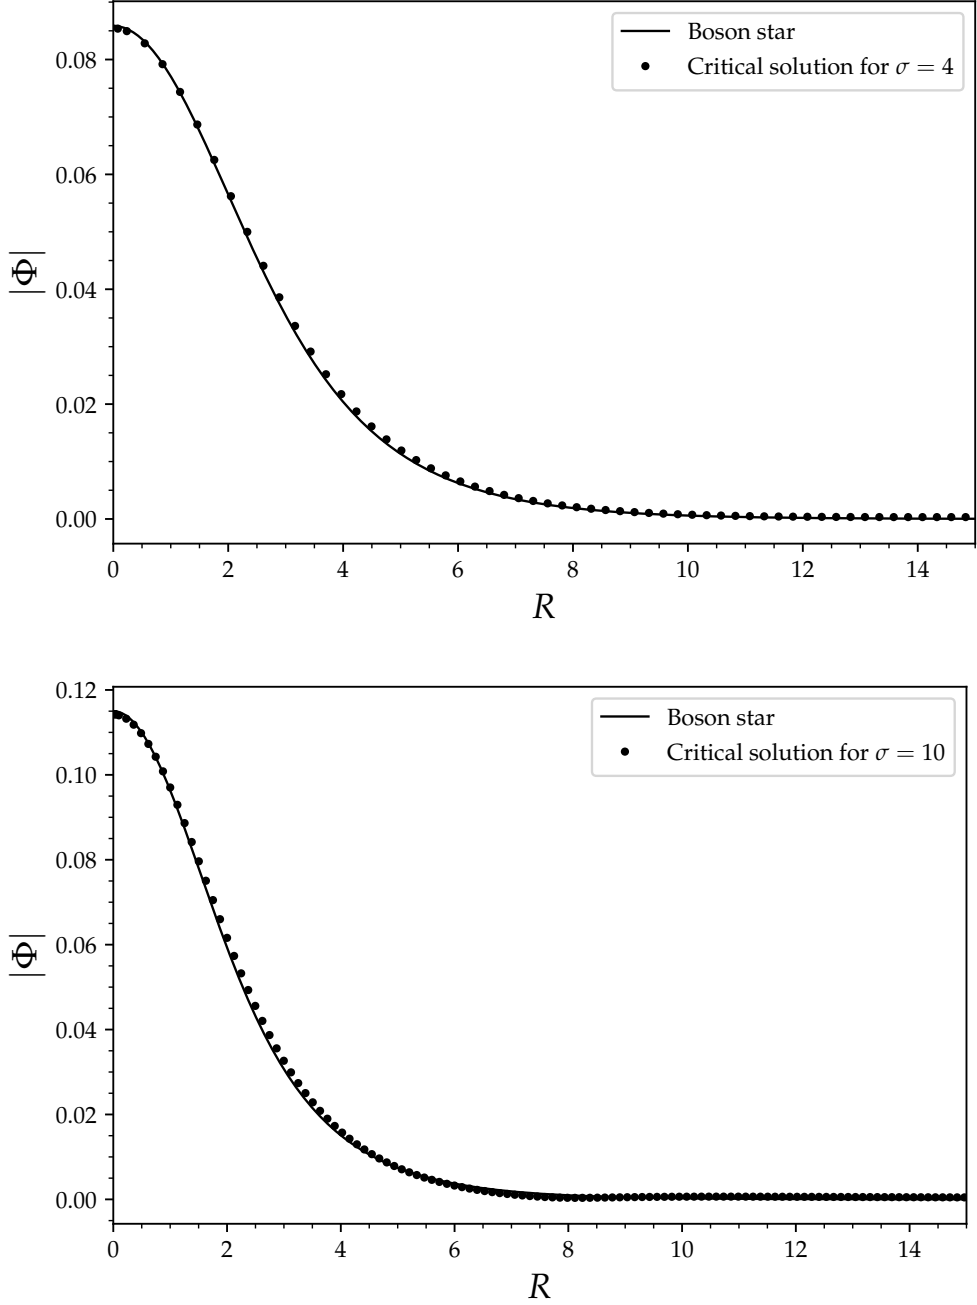 Boson star
Critical solution for σ = 4
0.08
0.06
0.04
0.02
0.00
|Φ|
0 2 4 6 8 10 12 14
R
Boson star
Critical solution for σ = 10
0.12
0.10
0.08
0.06
0.04
0.02
0.00
|Φ|
0 2 4 6 8 10 12 14
R